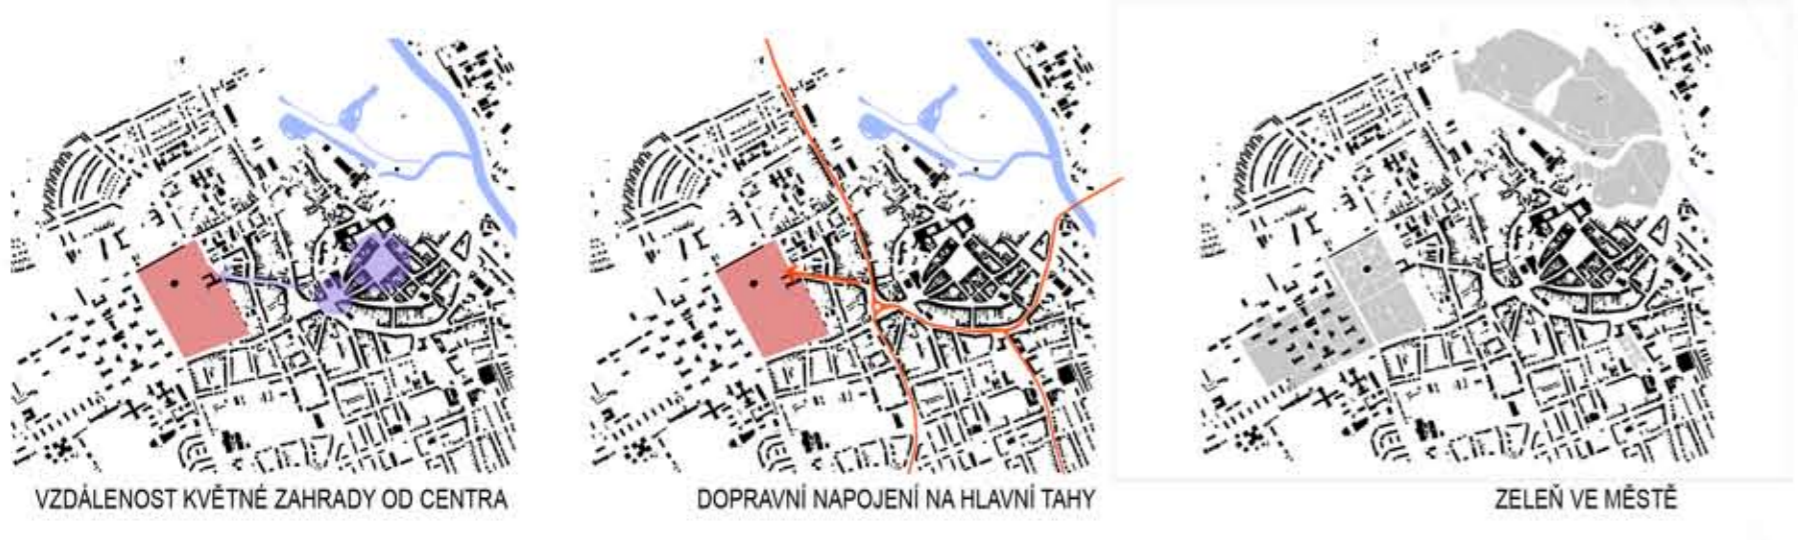 VZDÁLENOST KVĚTNÉ ZAHRADY OD CENTRA
DOPRAVNÍ NAPOJENÍ NA HLAVNÍ TAHY
ZELEŇ VE MĚSTĚ